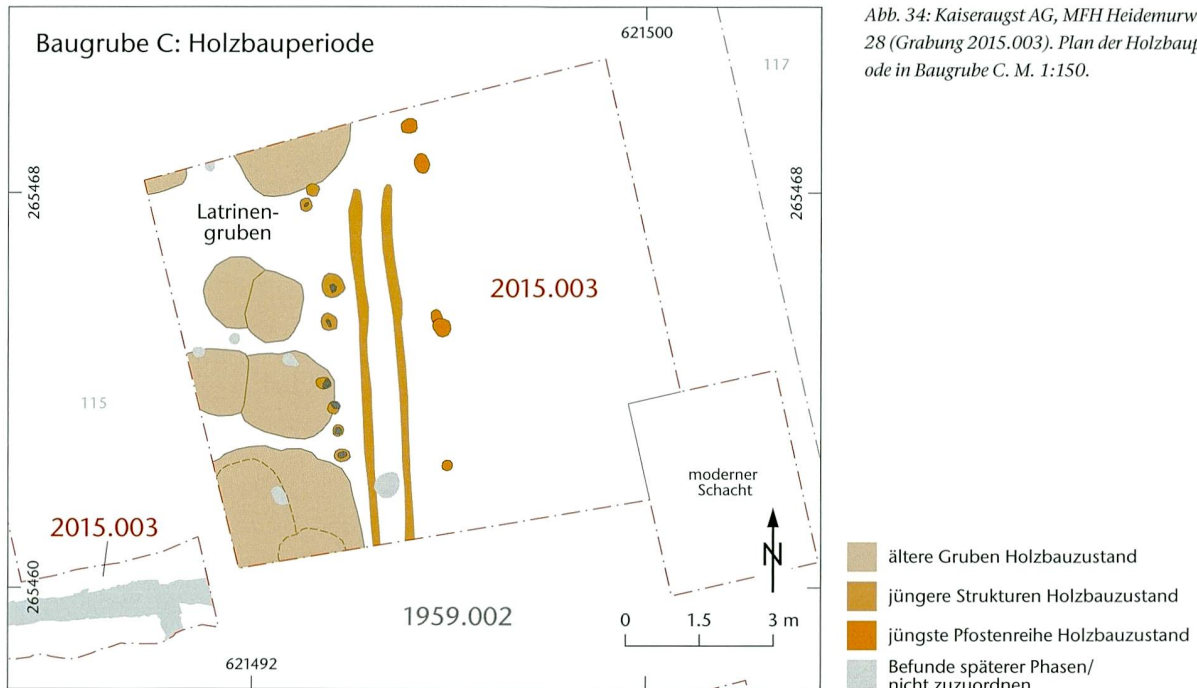 Baugrube C: Holzbauperiode
621500
117
265468
265468
Latrinen-
gruben
2015.003
115
moderner
Schacht
2015.003
265460
1959.002
N
0 1.5 3 m
621492
Abb. 34: Kaiseraugst AG, MFH Heidemurw
28 (Grabung 2015.003). Plan der Holzbaup
ode in Baugrube C. M. 1:150.
ältere Gruben Holzbauzustand
jüngere Strukturen Holzbauzustand
jüngste Pfostenreihe Holzbauzustand
Befunde späterer Phasen/
nicht zuzuordnen